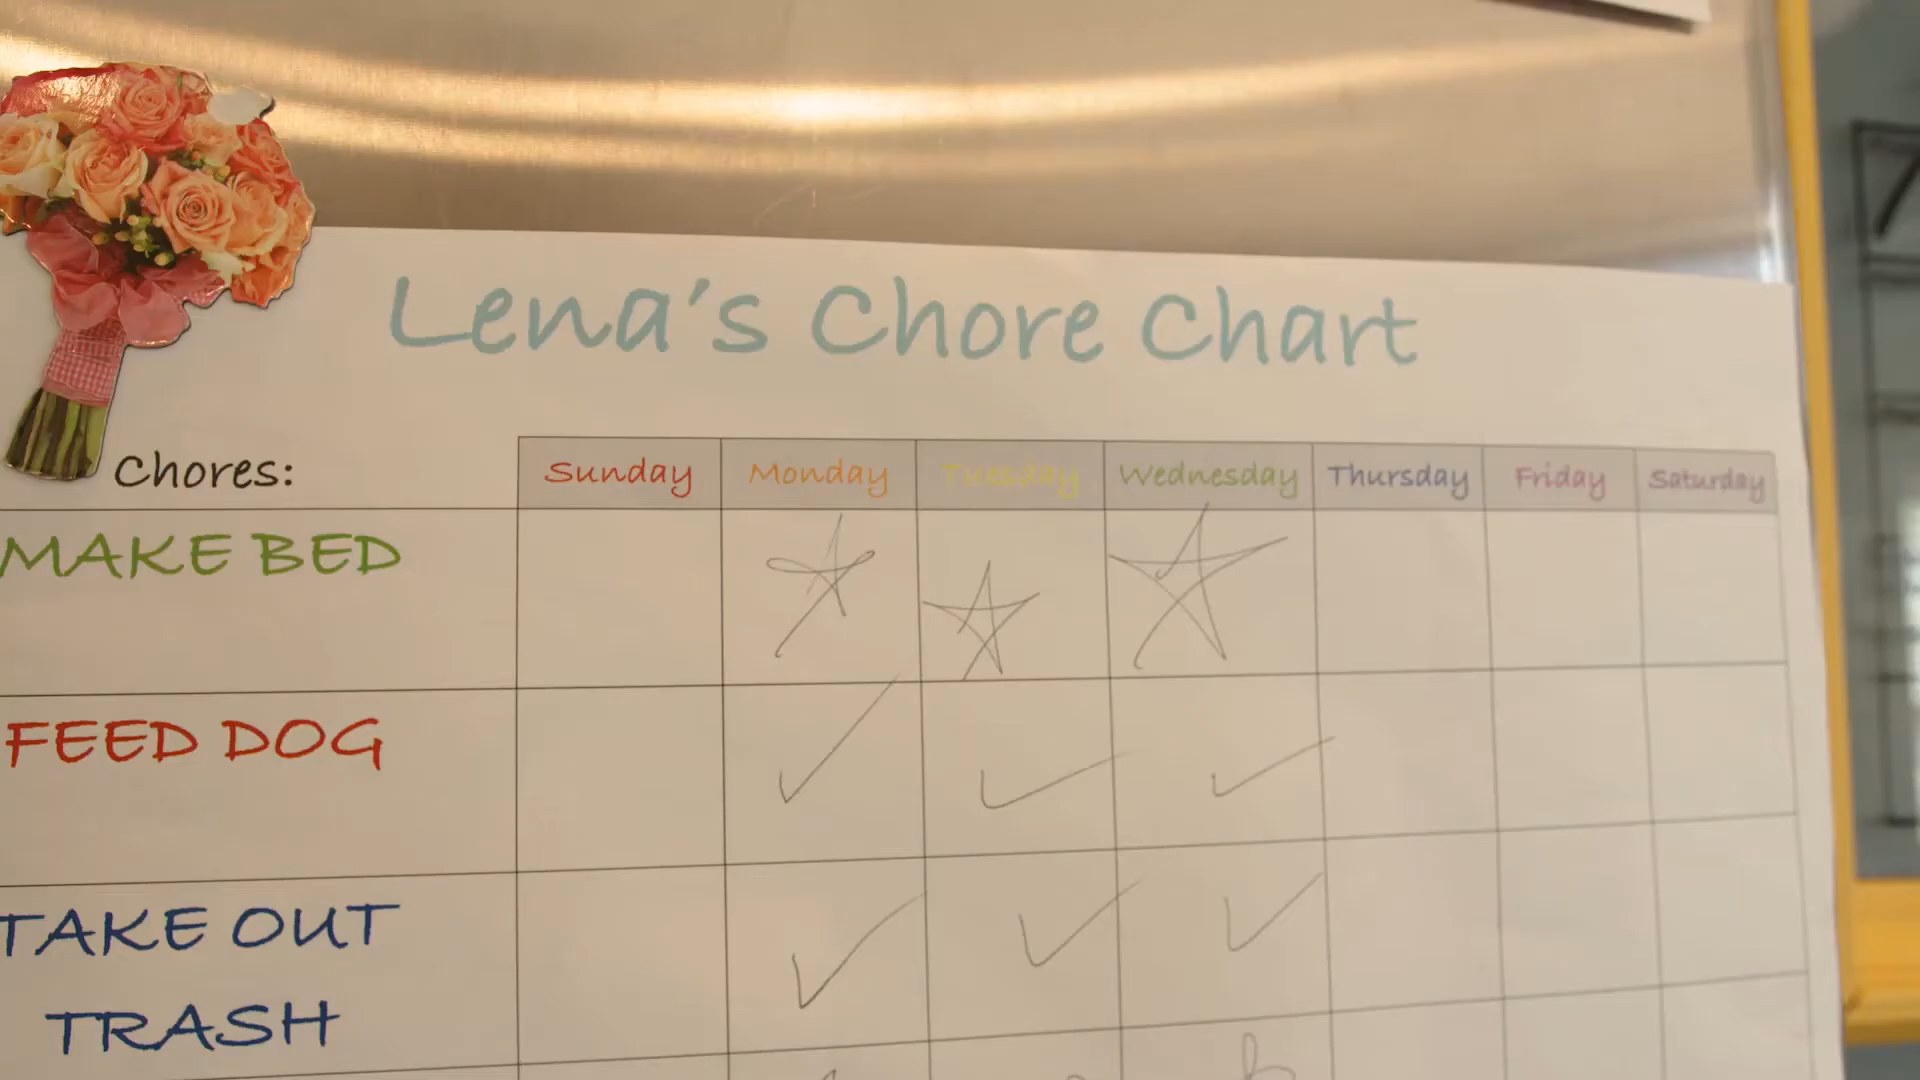 Lena's Chore Chart
Chores: Sunday Monday Tuesday Wednesday Thursday Friday Saturday
MAKE BED
FEED DOG
TAKE OUT
TRASH